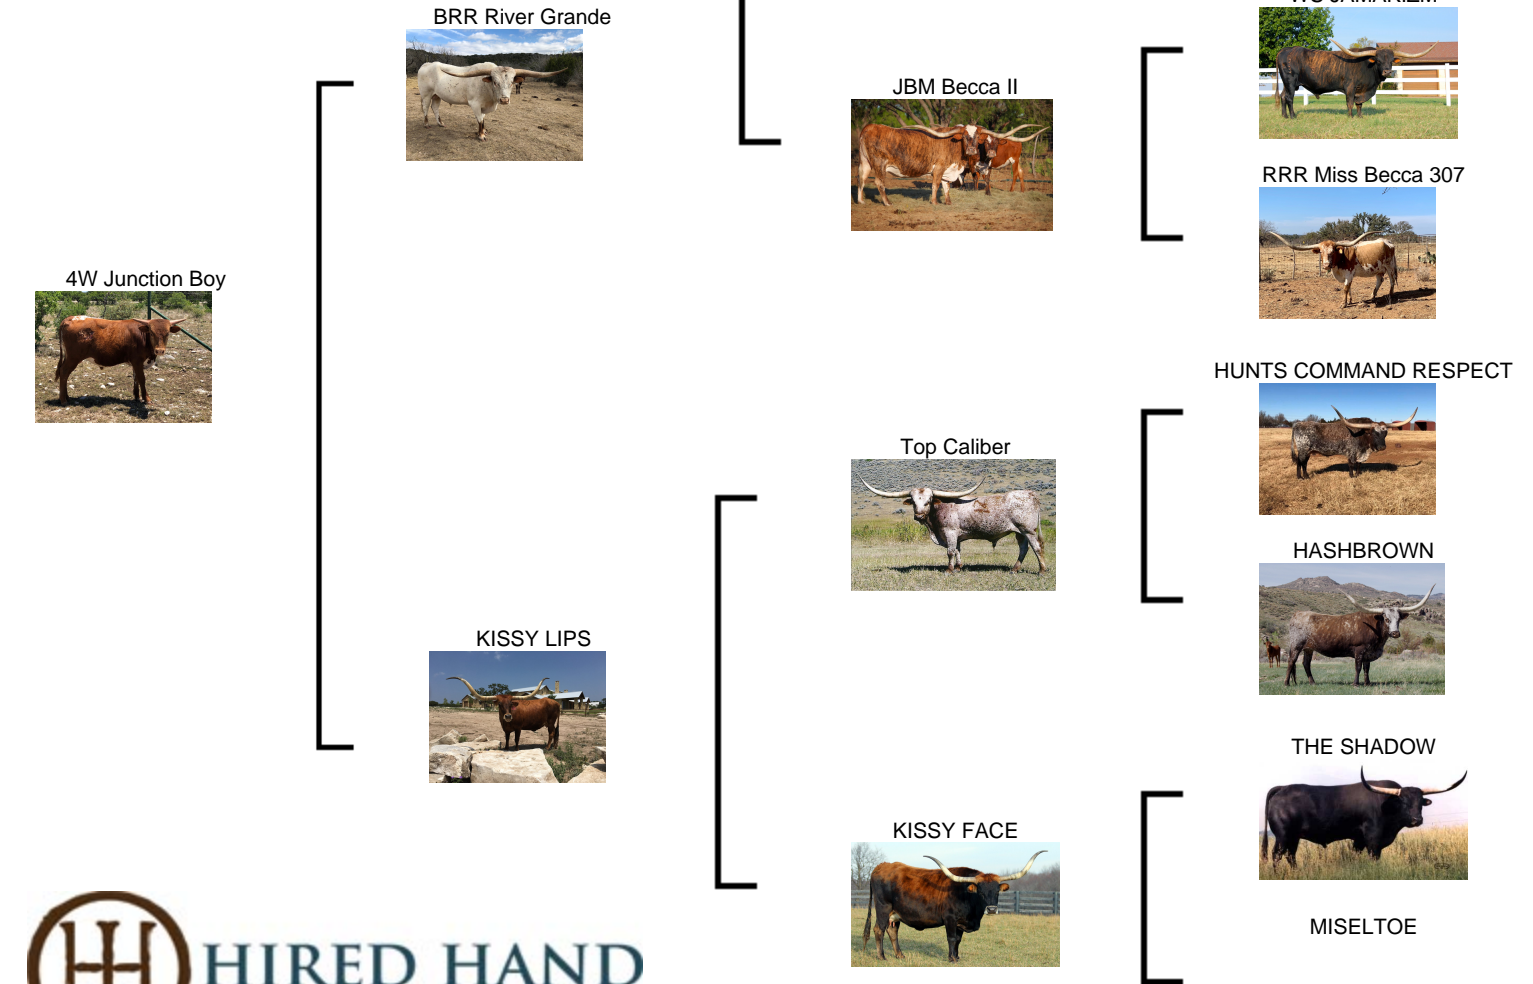 BRR River Grande
JBM Becca II
RRR Miss Becca 307
4W Junction Boy
HUNTS COMMAND RESPECT
Top Caliber
HASHBROWN
KISSY LIPS
THE SHADOW
KISSY FACE
MISELTOE
HIRED HAND